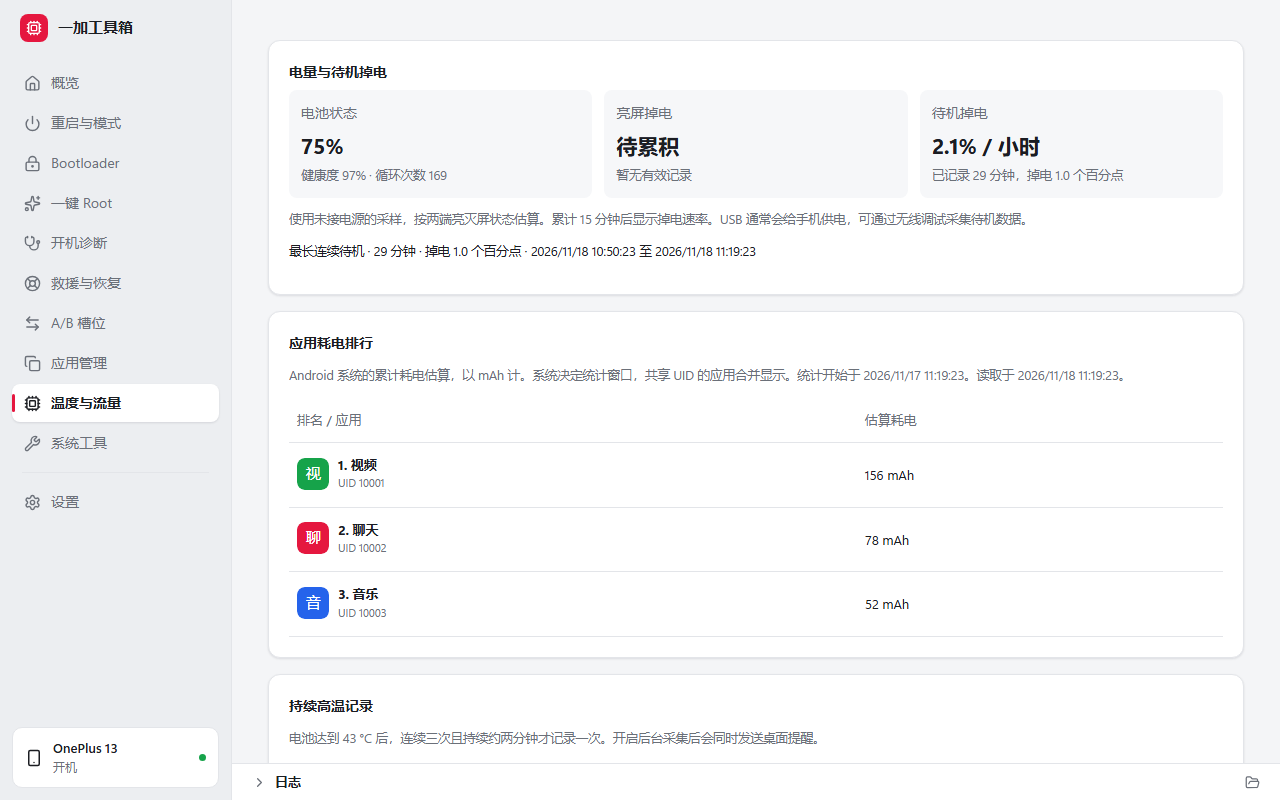 一加工具箱
概览
重启与模式
Bootloader
一键 Root
开机诊断
救援与恢复
A/B 槽位
应用管理
温度与流量
系统工具
设置
OnePlus 13
开机
电量与待机掉电
电池状态
75%
健康度 97% · 循环次数 169
亮屏掉电
待累积
暂无有效记录
待机掉电
2.1% / 小时
已记录 29 分钟，掉电 1.0 个百分点
使用未接电源的采样，按两端亮灭屏状态估算。累计 15 分钟后显示掉电速率。USB 通常会给手机供电，可通过无线调试采集待机数据。
最长连续待机 · 29 分钟 · 掉电 1.0 个百分点 · 2026/11/18 10:50:23 至 2026/11/18 11:19:23
应用耗电排行
Android 系统的累计耗电估算，以 mAh 计。系统决定统计窗口，共享 UID 的应用合并显示。统计开始于 2026/11/17 11:19:23。读取于 2026/11/18 11:19:23。
排名 / 应用
估算耗电
视
1. 视频
UID 10001
156 mAh
聊
2. 聊天
UID 10002
78 mAh
音
3. 音乐
UID 10003
52 mAh
持续高温记录
电池达到 43 °C 后，连续三次且持续约两分钟才记录一次。开启后台采集后会同时发送桌面提醒。
日志